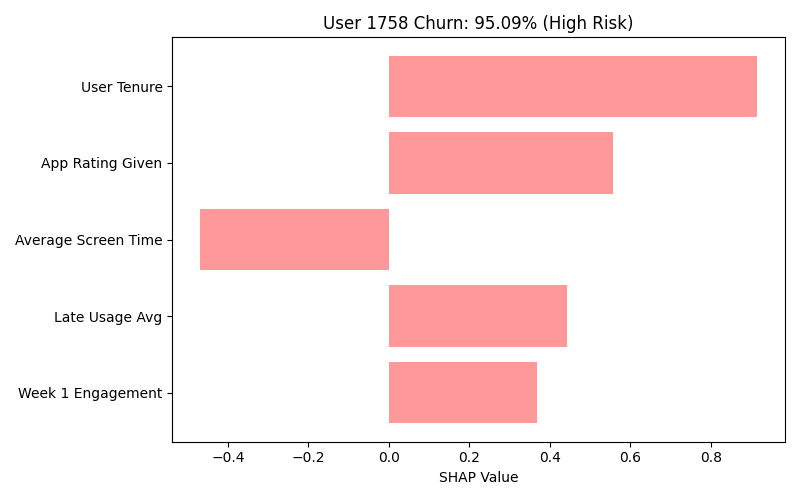 User 1758 Churn: 95.09% (High Risk)
User Tenure
App Rating Given
Average Screen Time
Late Usage Avg
Week 1 Engagement
−0.4 −0.2 0.0 0.2 0.4 0.6 0.8
SHAP Value